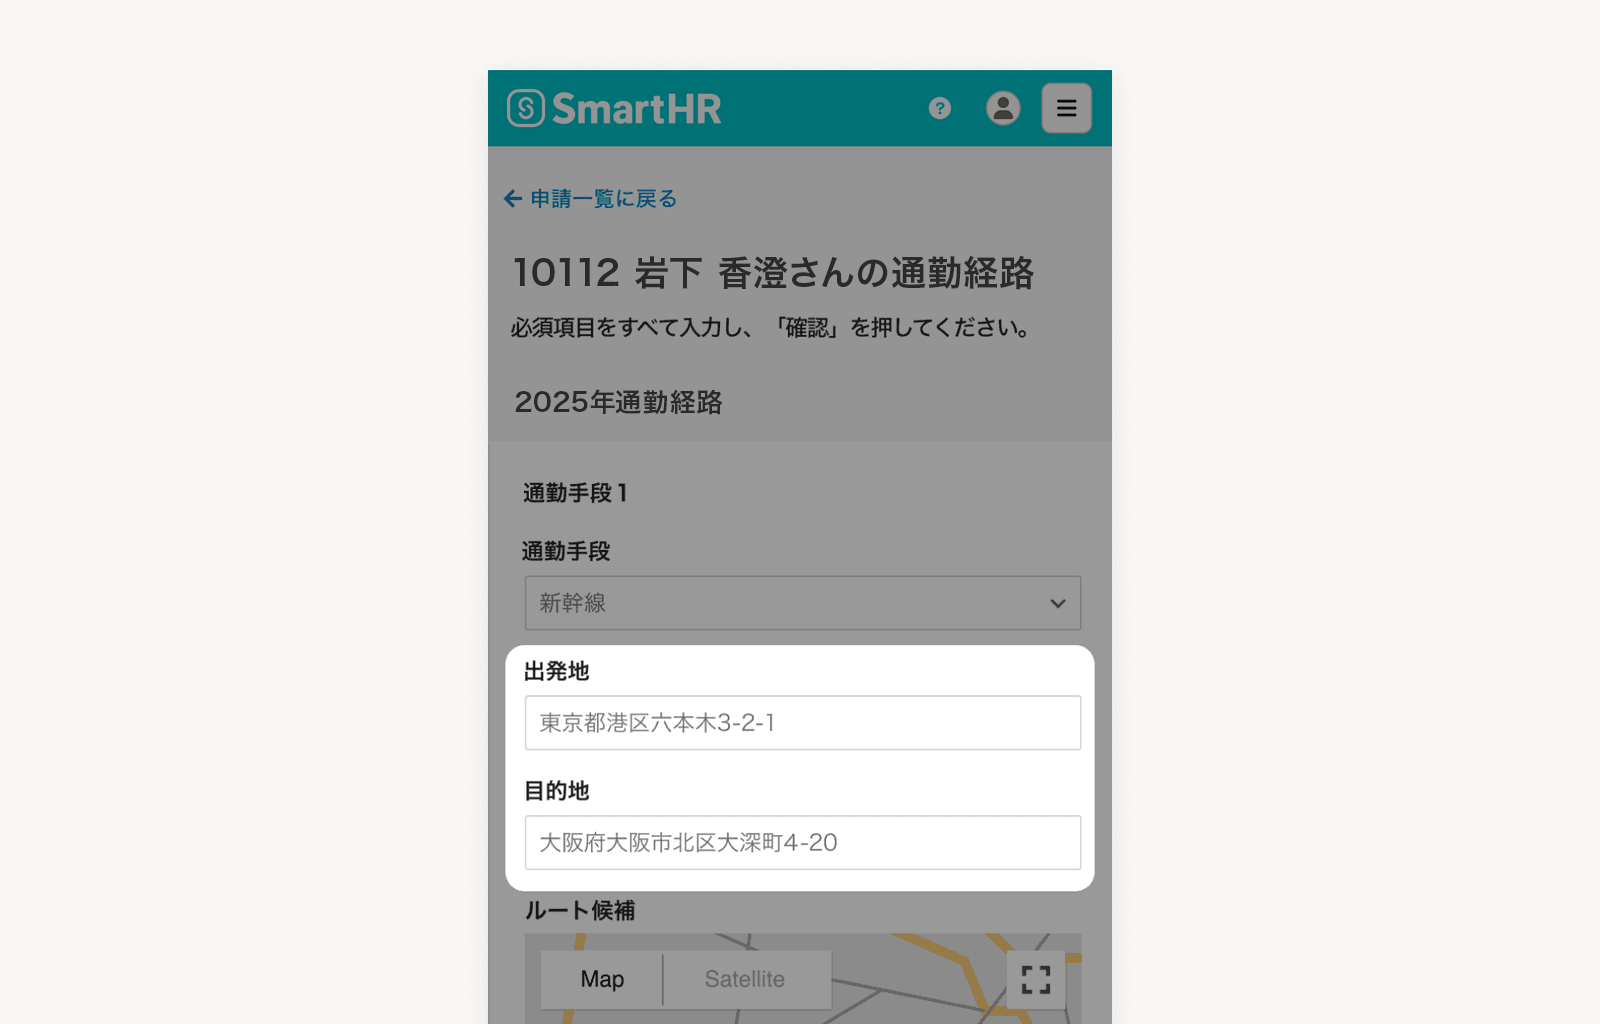 SmartHR
?
申請一覧に戻る
10112 岩下 香澄さんの通勤経路
必須項目をすべて入力し、「確認」を押してください。
2025年通勤経路
通勤手段1
通勤手段
新幹線
出発地
東京都港区六本木3-2-1
目的地
大阪府大阪市北区大深町4-20
ルート候補
Map
Satellite